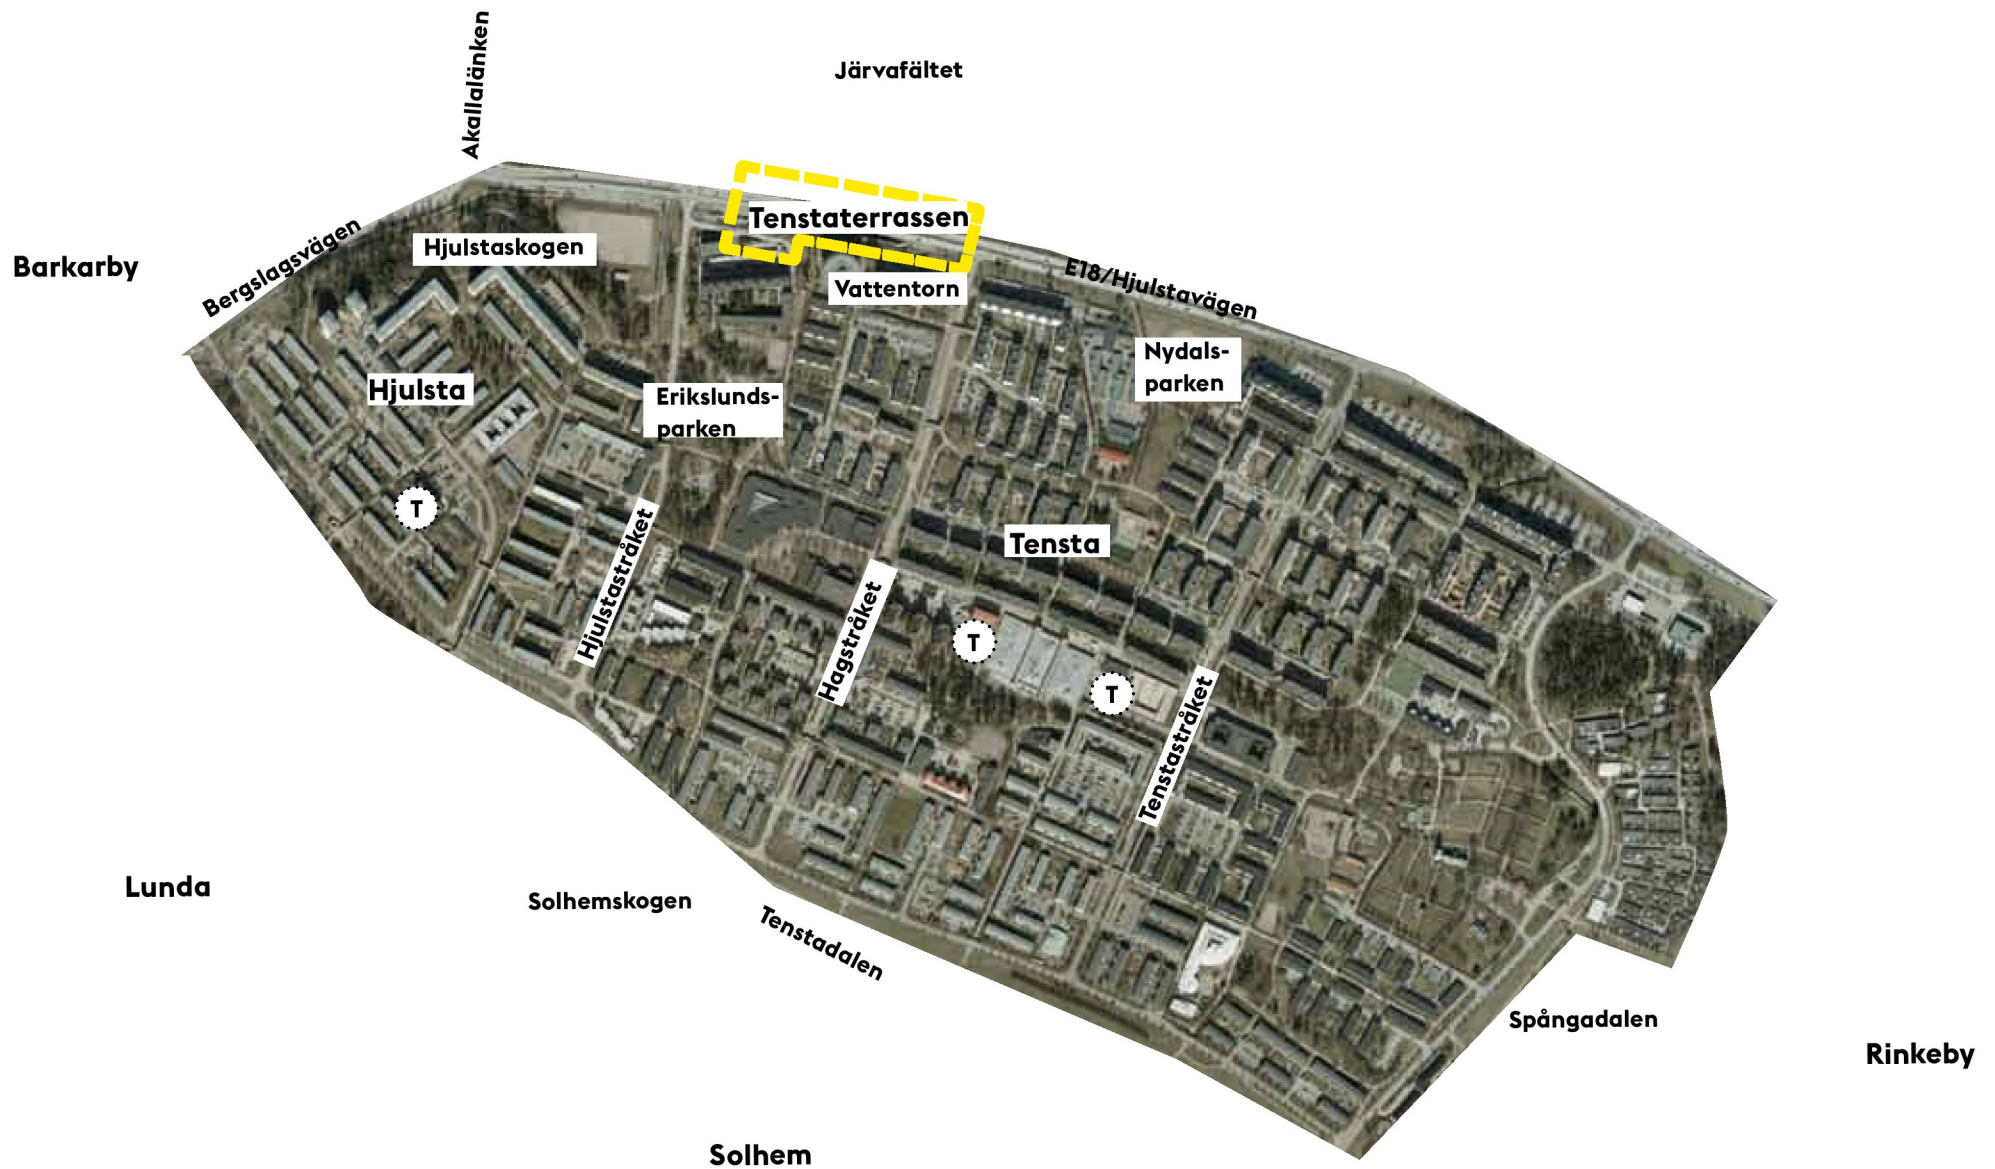 Akallalänken
Järvafältet
Tenstaterrassen
Bergslagsvägen
Hjulstaskogen
Barkarby
E18/Hjulstavägen
Vattentorn
Nydals-
parken
Hjulsta
Erikslunds-
parken
T
Tensta
Hjulstastråket
Hagstråket
T
T
Tenstastråket
Lunda
Solhemskogen
Tenstadalen
Spångadalen
Rinkeby
Solhem